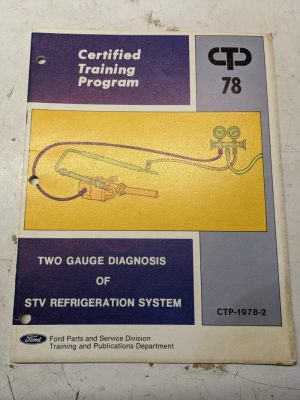 Certified
Training
Program
CTP
78
TWO GAUGE DIAGNOSIS
OF
STV REFRIGERATION SYSTEM
CTP-1978-2
Ford
Ford Parts and Service Division
Training and Publications Department